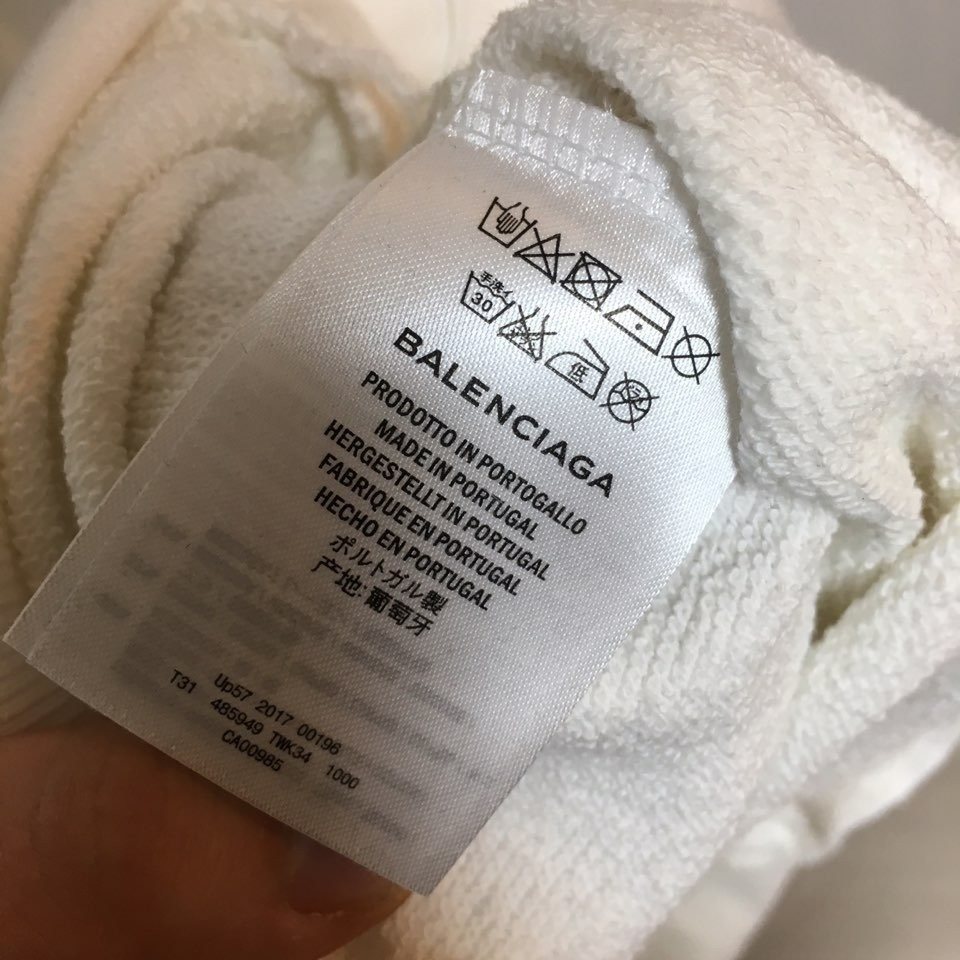 手洗イ
30
低
BALENCIAGA
PRODOTTO IN PORTOGALLO
MADE IN PORTUGAL
HERGESTELLT IN PORTUGAL
FABRIQUE EN PORTUGAL
HECHO EN PORTUGAL
ポルトガル製
产地: 葡萄牙
Up57 2017 00196
T31 485949 TWK34 1000
CA00985